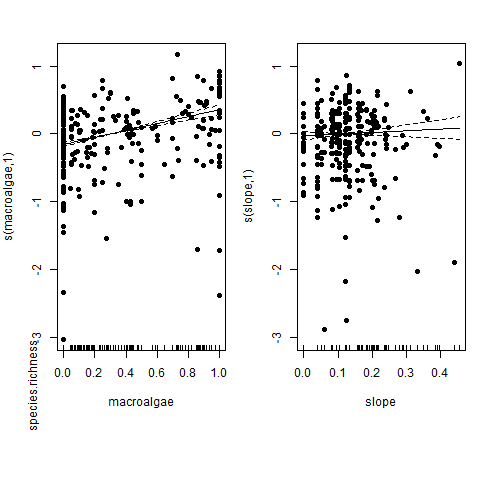 s(macroalgae,1)
species.richness
1
0
-1
-2
-3
0.0 0.2 0.4 0.6 0.8 1.0
macroalgae
s(slope,1)
1
0
-1
-2
-3
0.0 0.1 0.2 0.3 0.4
slope